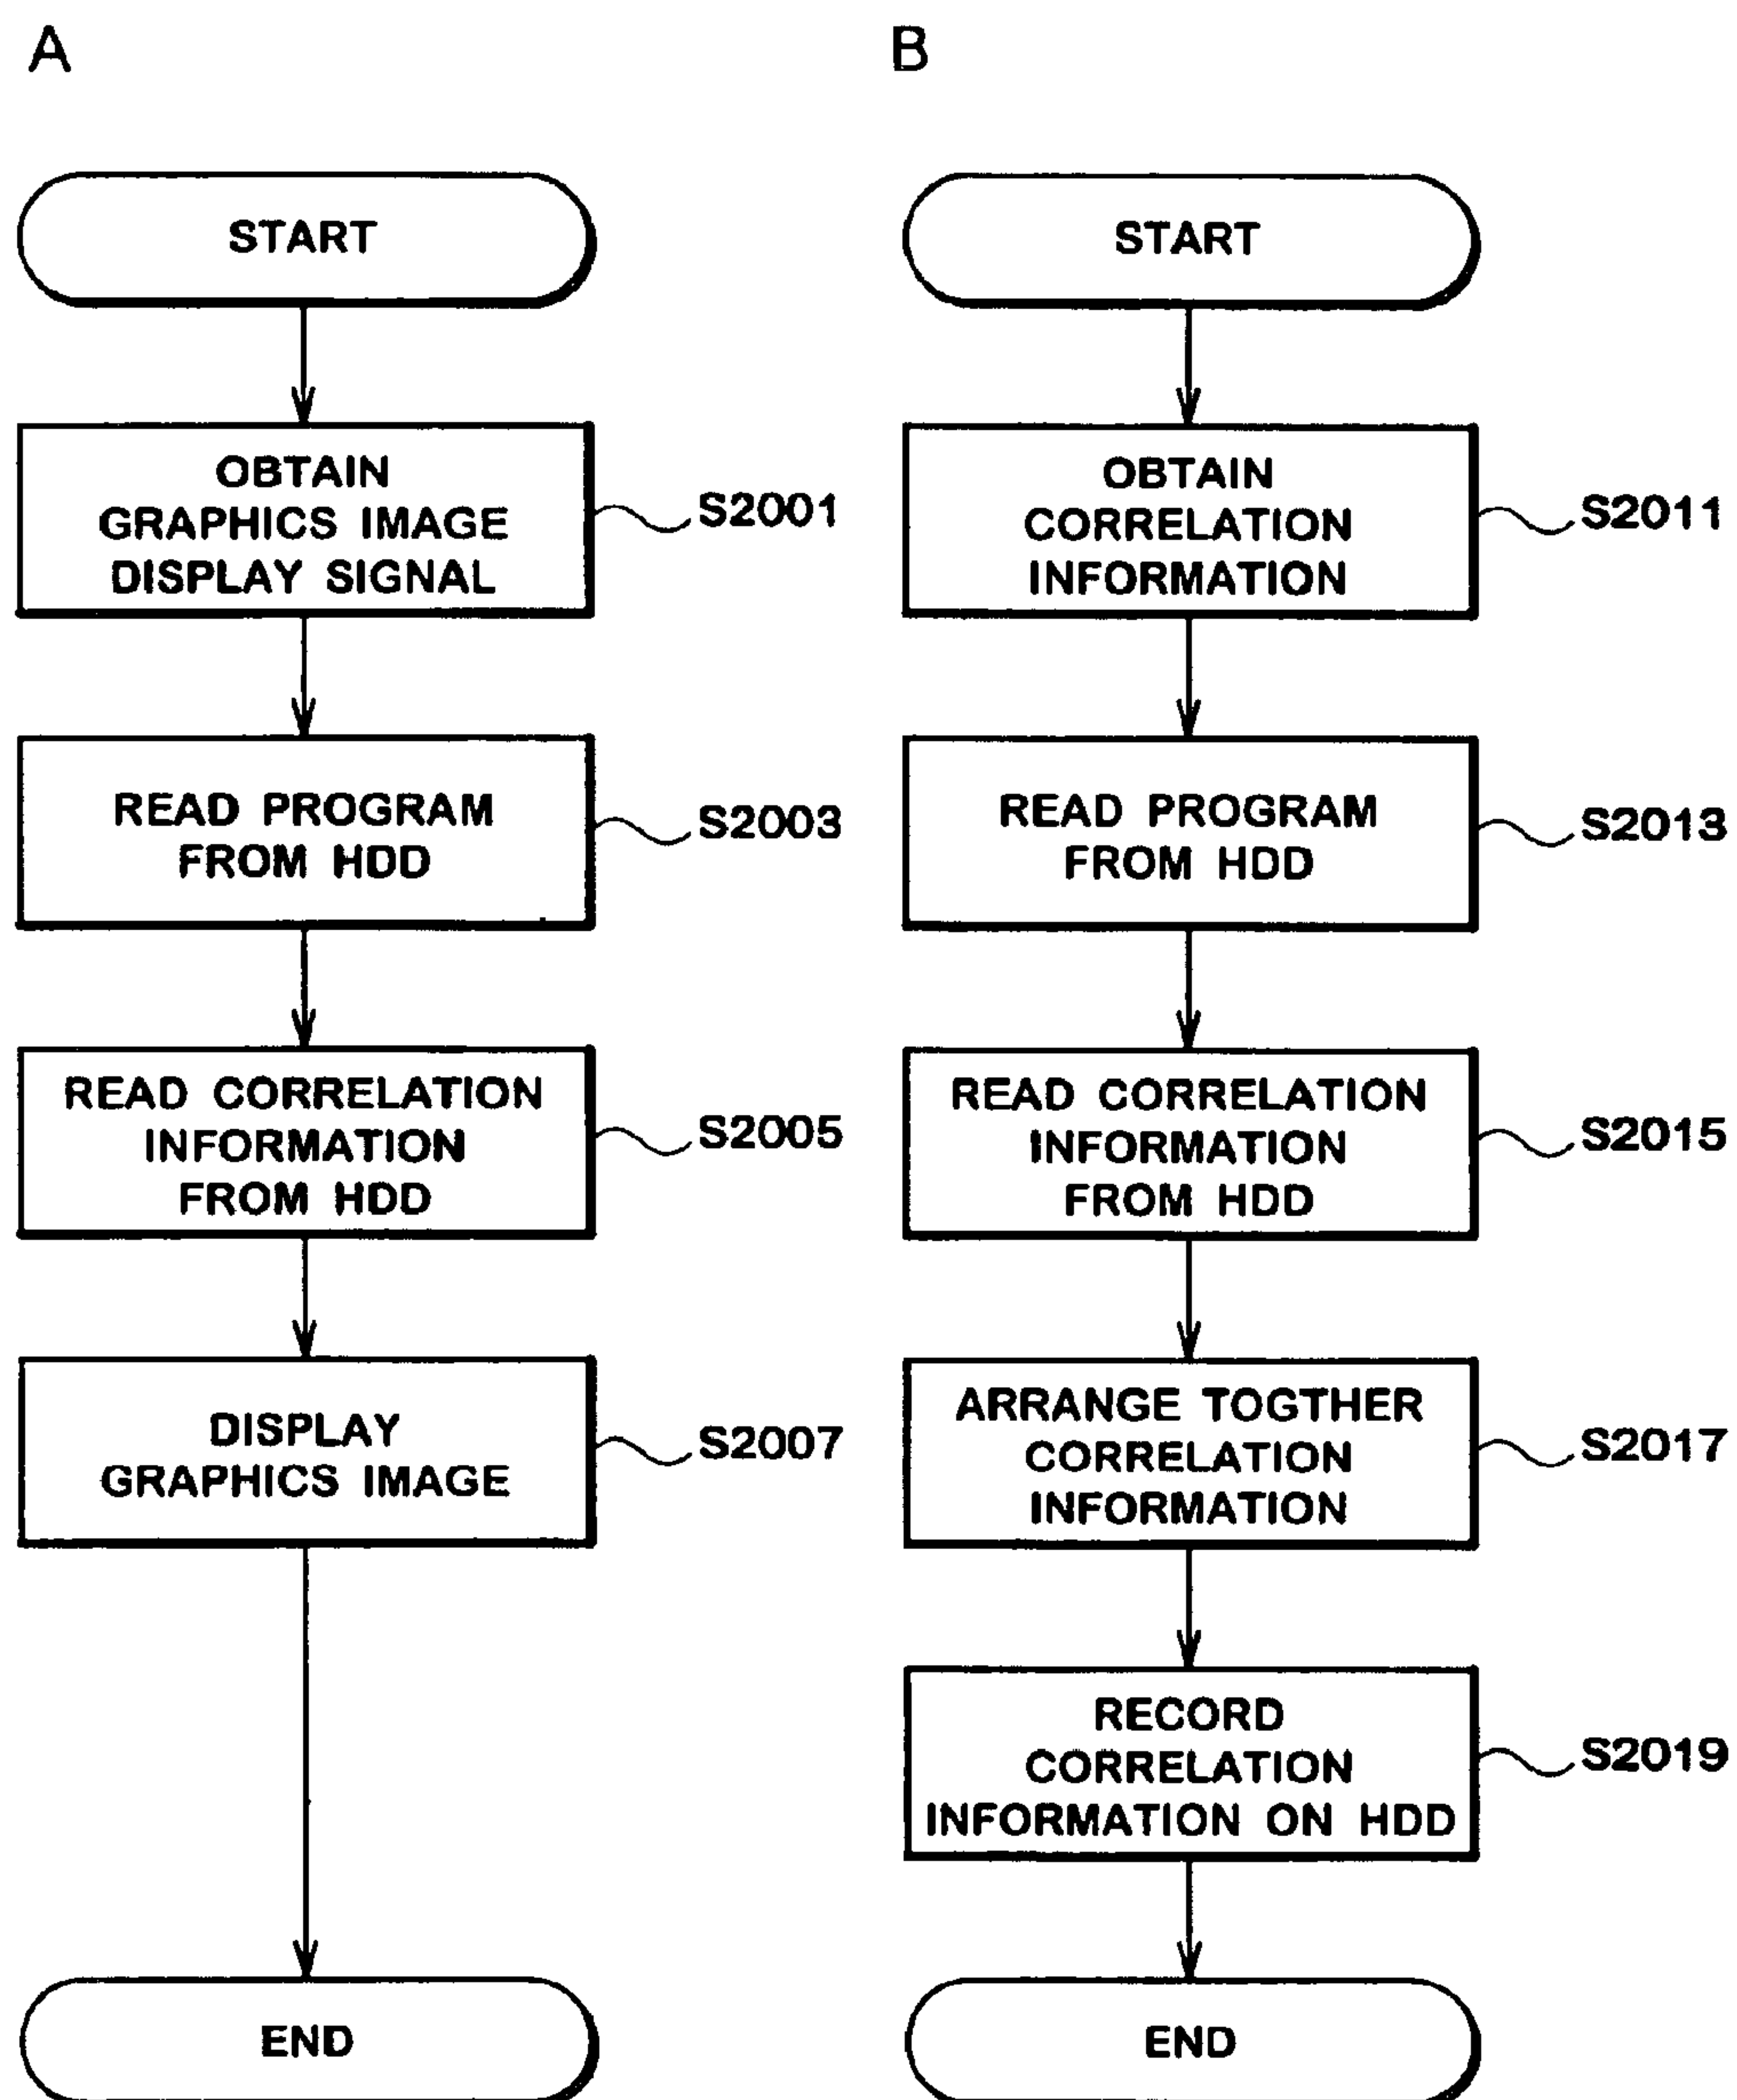 A
START
OBTAIN
GRAPHICS IMAGE
DISPLAY SIGNAL
S2001
READ PROGRAM
FROM HDD
S2003
READ CORRELATION
INFORMATION
FROM HDD
S2005
DISPLAY
GRAPHICS IMAGE
S2007
END
B
START
OBTAIN
CORRELATION
INFORMATION
S2011
READ PROGRAM
FROM HDD
S2013
READ CORRELATION
INFORMATION
FROM HDD
S2015
ARRANGE TOGTHER
CORRELATION
INFORMATION
S2017
RECORD
CORRELATION
INFORMATION ON HDD
S2019
END